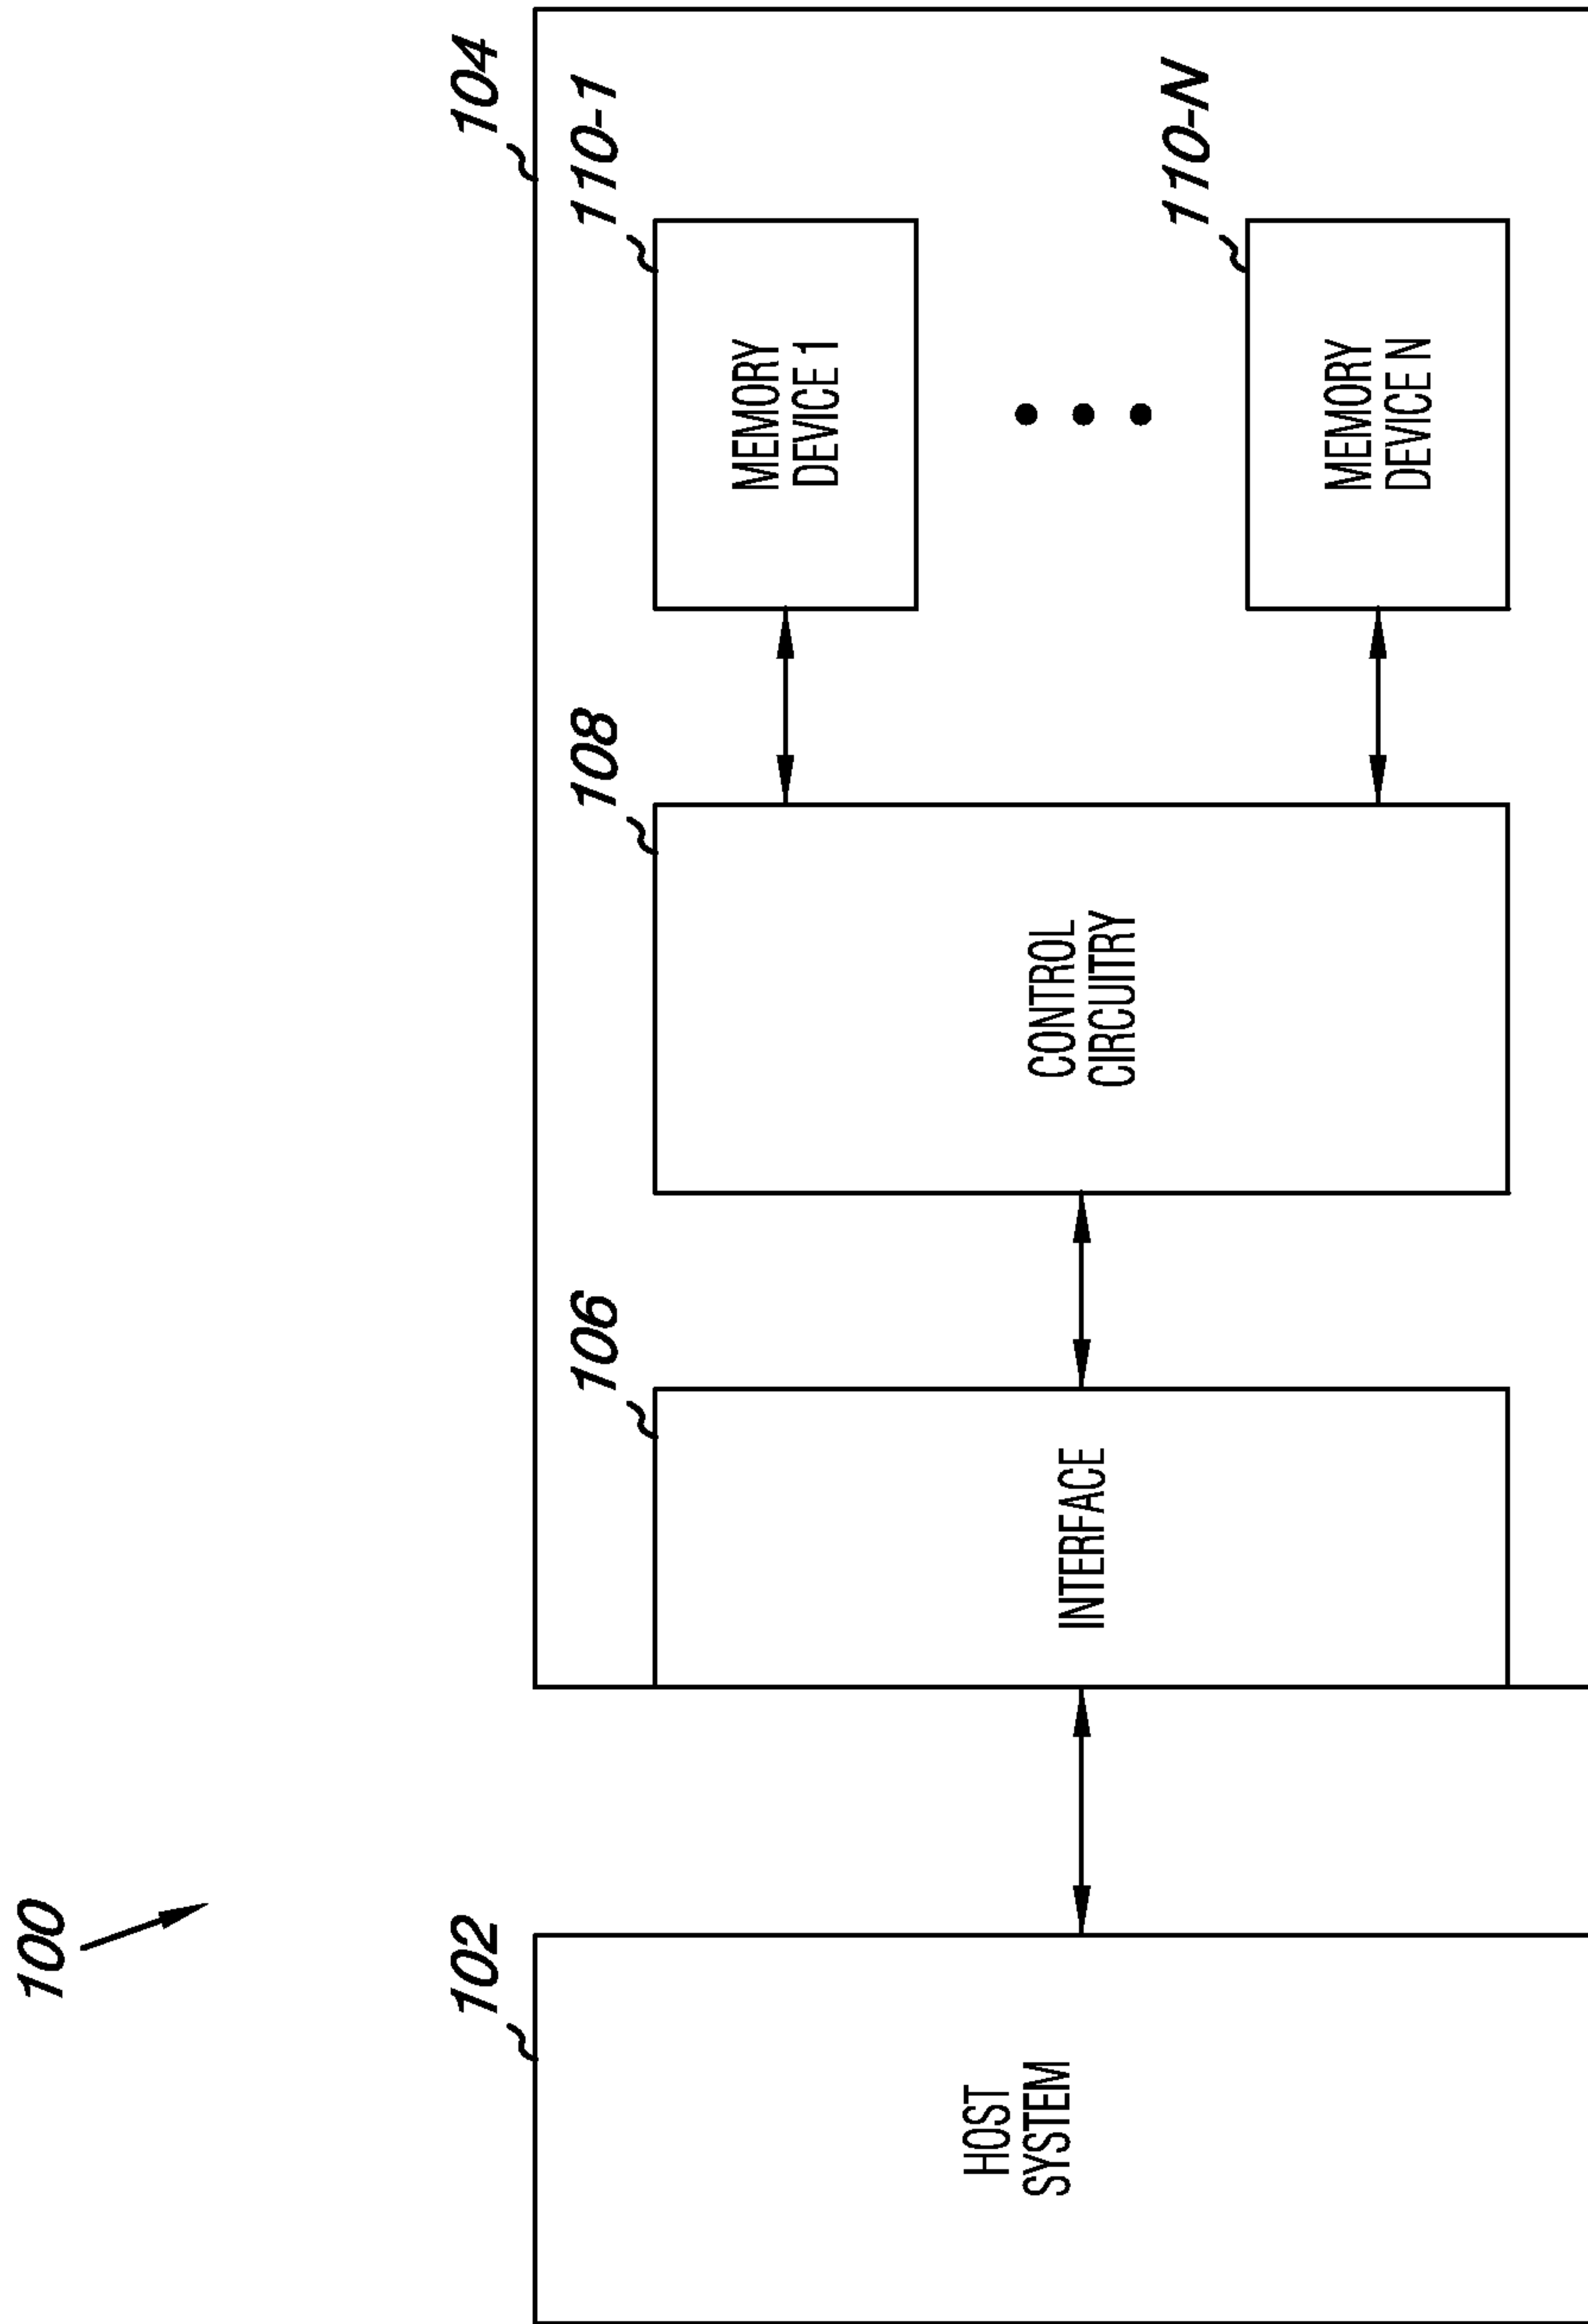 100
102
HOST
SYSTEM
104
106
INTERFACE
108
CONTROL
CIRCUITRY
110-1
MEMORY
DEVICE 1
110-N
MEMORY
DEVICE N